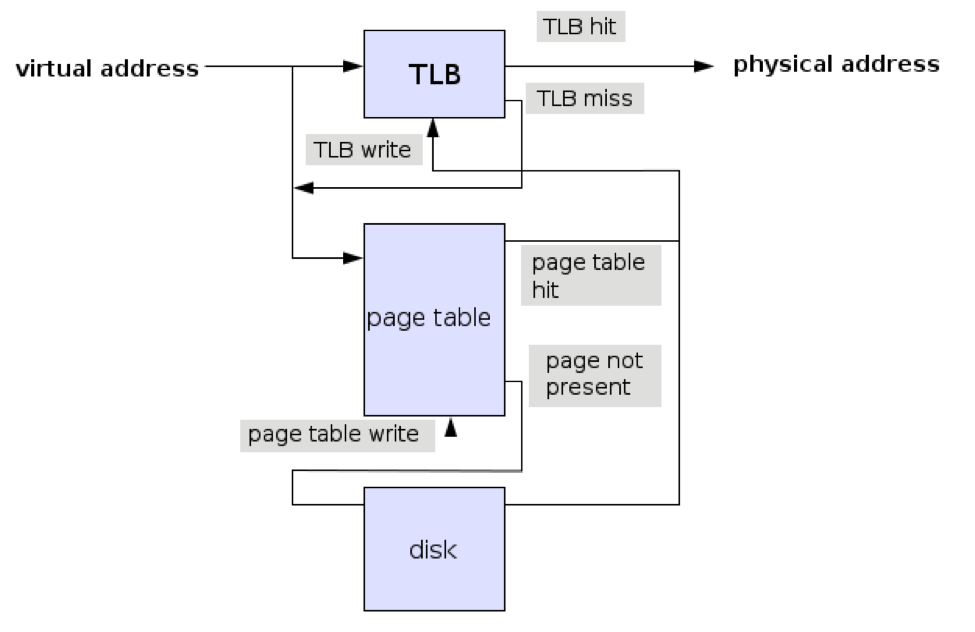 TLB hit
virtual address
TLB
physical address
TLB miss
TLB write
page table
hit
page table
page not
present
page table write
disk